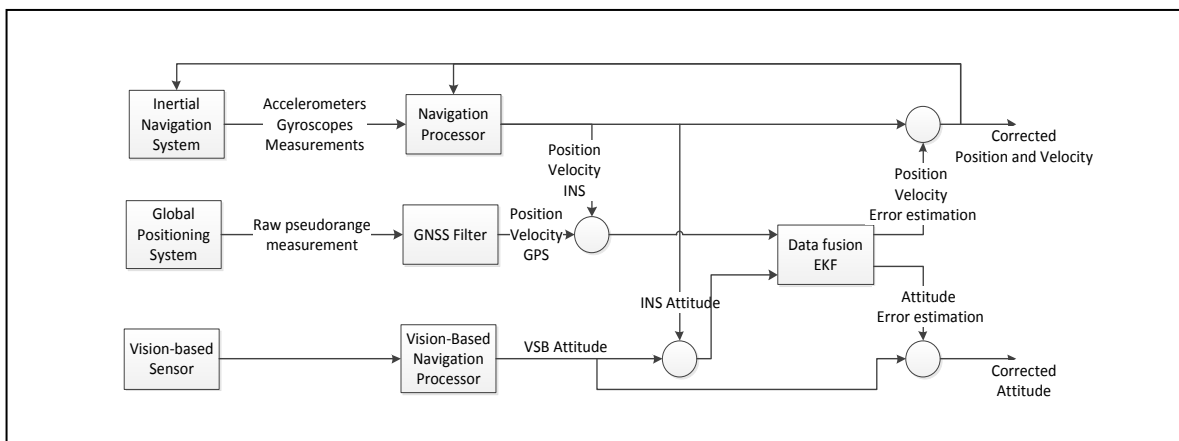 Inertial
Navigation
System
Accelerometers
Gyroscopes
Measurements
Navigation
Processor
Corrected
Position and Velocity
Position
Velocity
INS
Position
Velocity
Error estimation
Global
Positioning
System
Raw pseudorange
measurement
GNSS Filter
Position
Velocity
GPS
Data fusion
EKF
INS Attitude
Attitude
Error estimation
Vision-based
Sensor
Vision-Based
Navigation
Processor
VSB Attitude
Corrected
Attitude